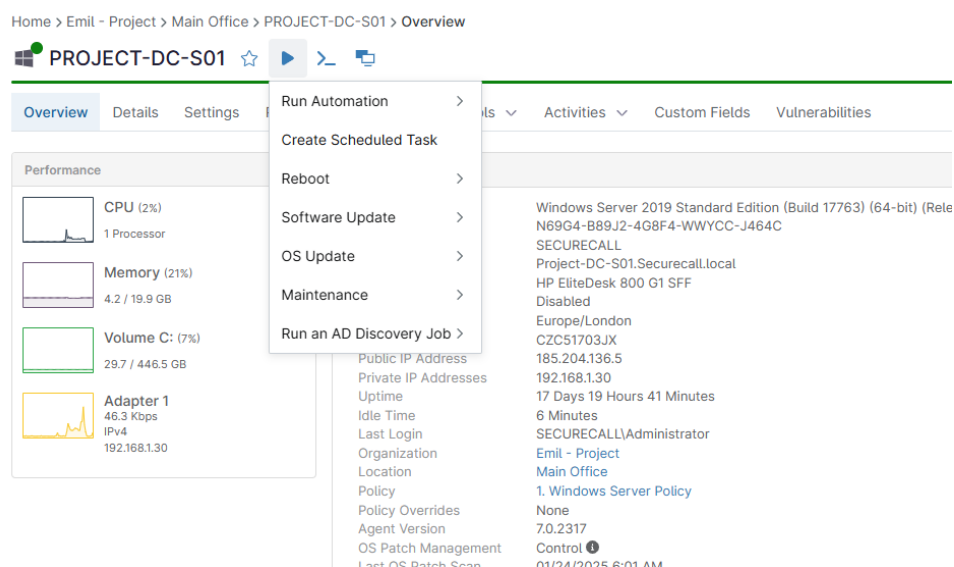 Home > Emil - Project > Main Office > PROJECT-DC-S01 > Overview
PROJECT-DC-S01
Overview Details Settings Activities Custom Fields Vulnerabilities
Run Automation
Create Scheduled Task
Reboot
Software Update
OS Update
Maintenance
Run an AD Discovery Job
Performance
CPU (2%)
1 Processor
Memory (21%)
4.2 / 19.9 GB
Volume C: (7%)
29.7 / 446.5 GB
Adapter 1
46.3 Kbps
IPv4
192.168.1.30
Windows Server 2019 Standard Edition (Build 17763) (64-bit) (Rele
N69G4-B89J2-4G8F4-WWYCC-J464C
SECURECALL
Project-DC-S01.Securecall.local
HP EliteDesk 800 G1 SFF
Disabled
Europe/London
CZC51703JX
Public IP Address 185.204.136.5
Private IP Addresses 192.168.1.30
Uptime 17 Days 19 Hours 41 Minutes
Idle Time 6 Minutes
Last Login SECURECALL\Administrator
Organization Emil - Project
Location Main Office
Policy 1. Windows Server Policy
Policy Overrides None
Agent Version 7.0.2317
OS Patch Management Control
Last OS Patch Scan 01/24/2025 6:01 AM